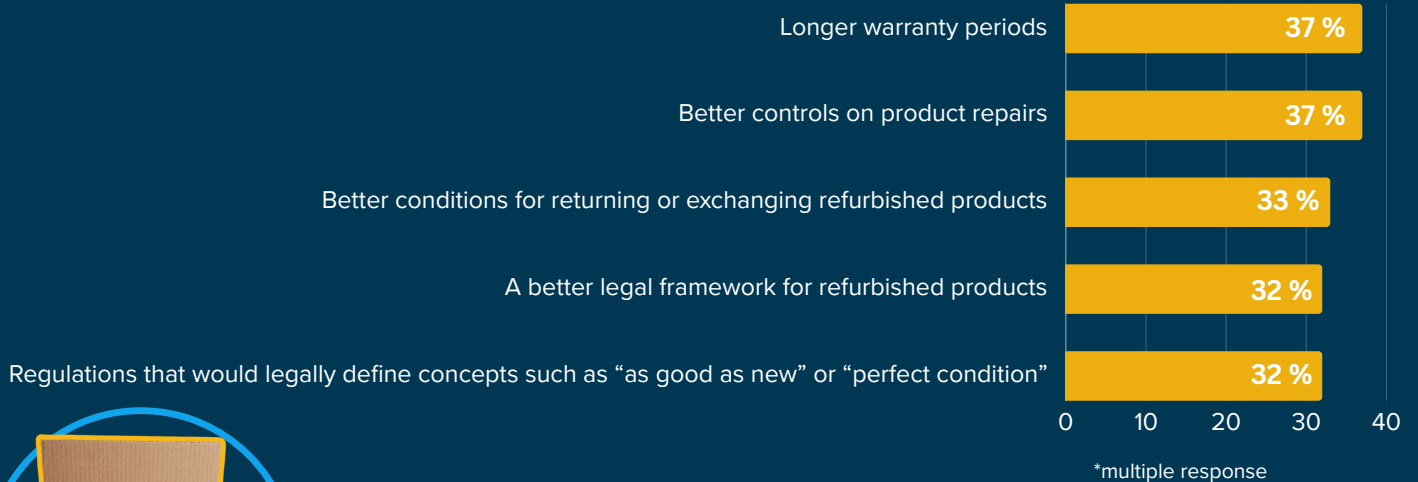 Longer warranty periods
37 %
Better controls on product repairs
37 %
Better conditions for returning or exchanging refurbished products
33 %
A better legal framework for refurbished products
32 %
Regulations that would legally define concepts such as “as good as new” or “perfect condition”
32 %
0 10 20 30 40
*multiple response